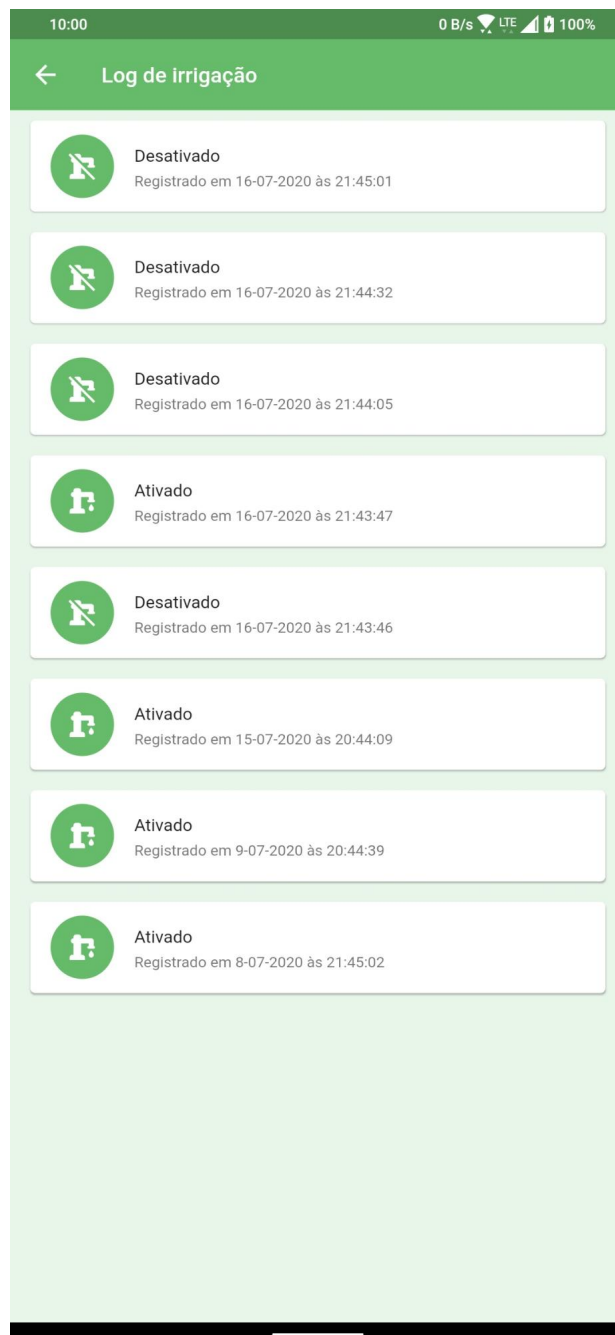 10:00 0 B/s LTE 100%
Log de irrigação
Desativado
Registrado em 16-07-2020 às 21:45:01
Desativado
Registrado em 16-07-2020 às 21:44:32
Desativado
Registrado em 16-07-2020 às 21:44:05
Ativado
Registrado em 16-07-2020 às 21:43:47
Desativado
Registrado em 16-07-2020 às 21:43:46
Ativado
Registrado em 15-07-2020 às 20:44:09
Ativado
Registrado em 9-07-2020 às 20:44:39
Ativado
Registrado em 8-07-2020 às 21:45:02